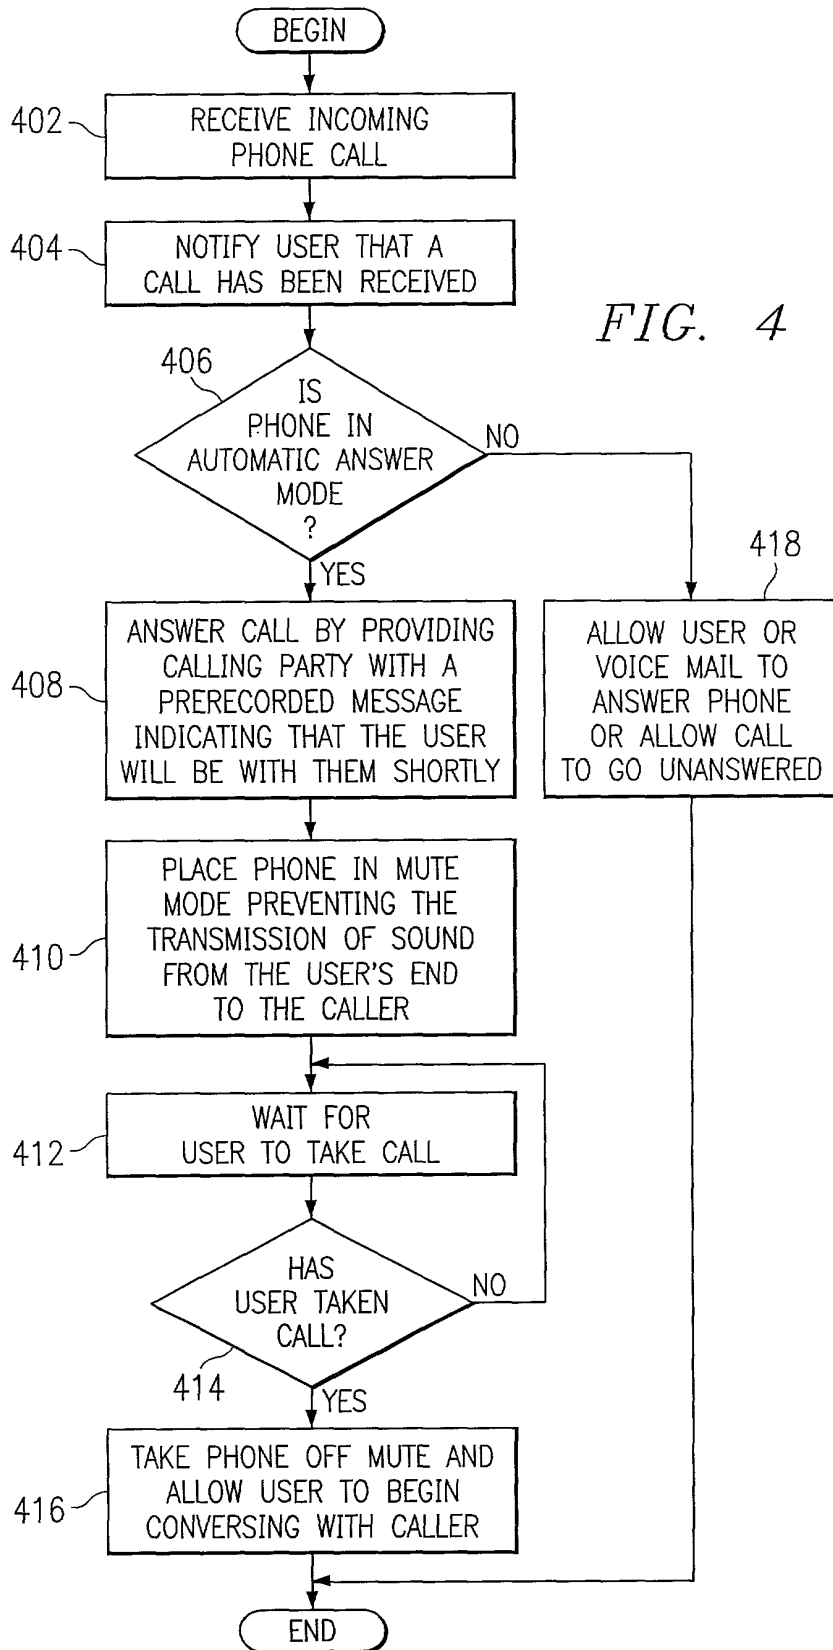 BEGIN
402
RECEIVE INCOMING
PHONE CALL
404
NOTIFY USER THAT A
CALL HAS BEEN RECEIVED
FIG. 4
406
IS
PHONE IN
AUTOMATIC ANSWER
MODE
?
NO
YES
418
408
ANSWER CALL BY PROVIDING
CALLING PARTY WITH A
PRERECORDED MESSAGE
INDICATING THAT THE USER
WILL BE WITH THEM SHORTLY
ALLOW USER OR
VOICE MAIL TO
ANSWER PHONE
OR ALLOW CALL
TO GO UNANSWERED
410
PLACE PHONE IN MUTE
MODE PREVENTING THE
TRANSMISSION OF SOUND
FROM THE USER'S END
TO THE CALLER
412
WAIT FOR
USER TO TAKE CALL
HAS
USER TAKEN
CALL?
NO
414
YES
416
TAKE PHONE OFF MUTE AND
ALLOW USER TO BEGIN
CONVERSING WITH CALLER
END